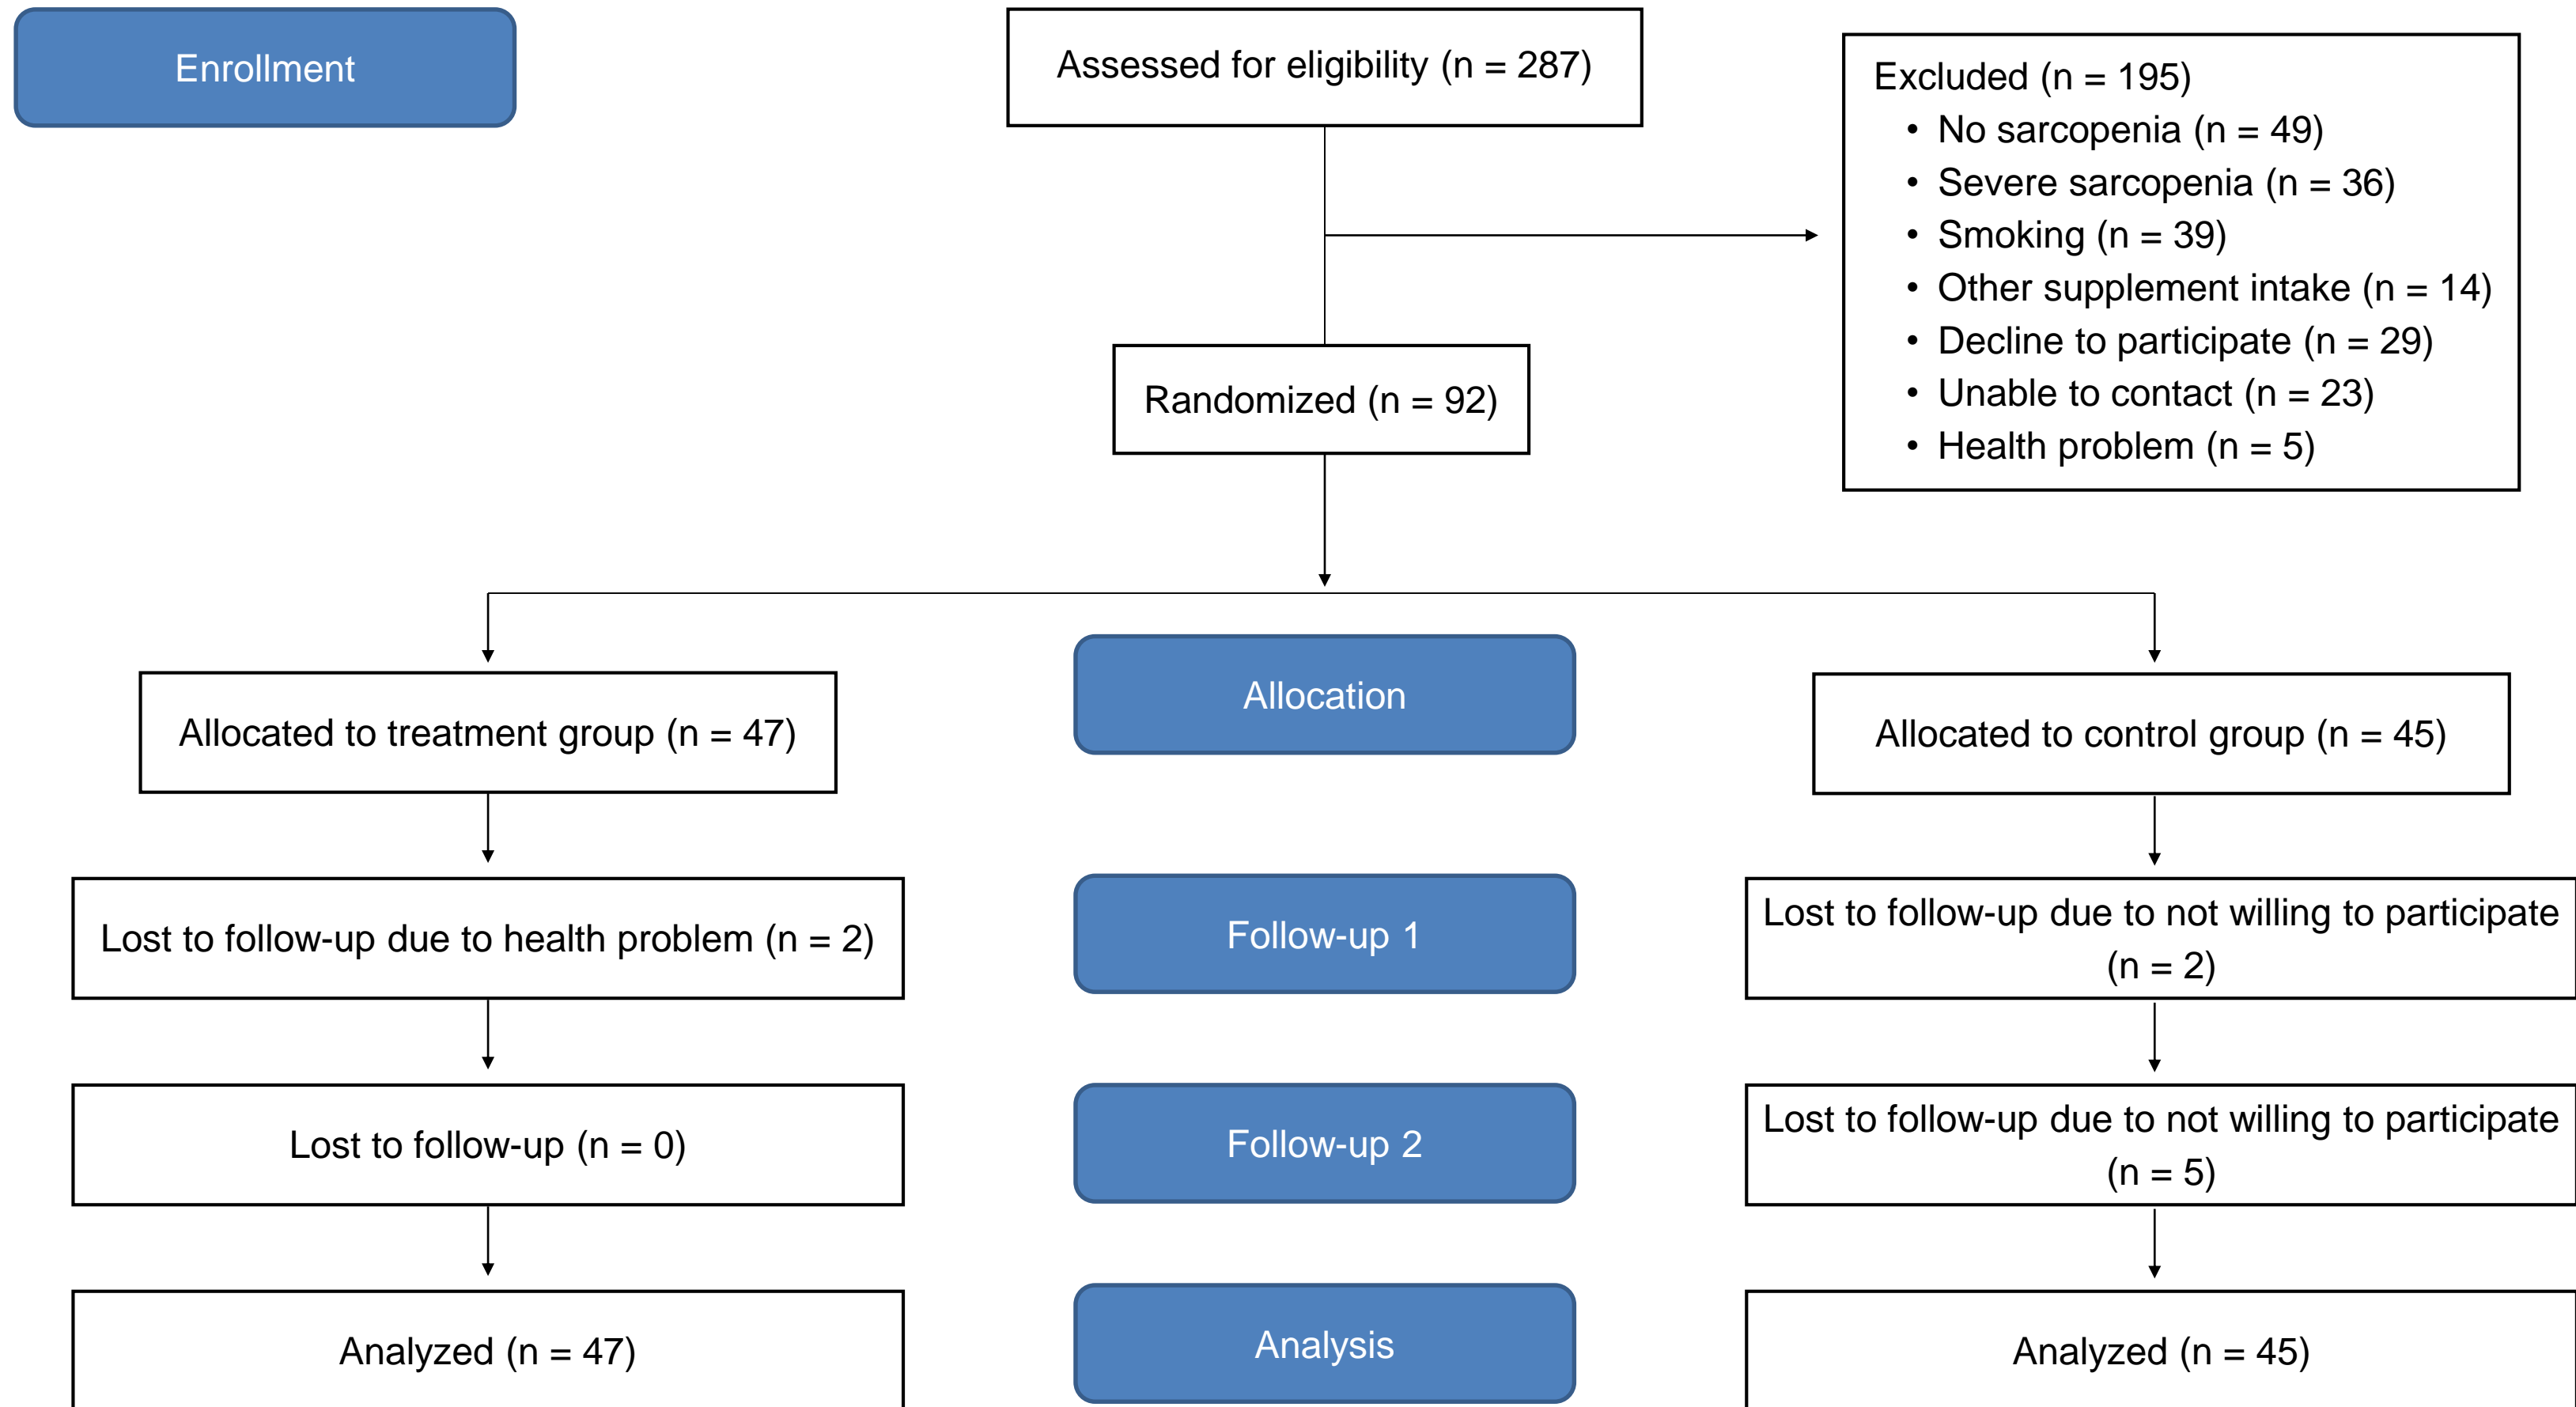 Enrollment
Assessed for eligibility (n = 287)
Excluded (n = 195)
• No sarcopenia (n = 49)
• Severe sarcopenia (n = 36)
• Smoking (n = 39)
• Other supplement intake (n = 14)
• Decline to participate (n = 29)
• Unable to contact (n = 23)
• Health problem (n = 5)
Randomized (n = 92)
Allocation
Allocated to treatment group (n = 47)
Allocated to control group (n = 45)
Lost to follow-up due to health problem (n = 2)
Follow-up 1
Lost to follow-up due to not willing to participate
(n = 2)
Lost to follow-up (n = 0)
Follow-up 2
Lost to follow-up due to not willing to participate
(n = 5)
Analyzed (n = 47)
Analysis
Analyzed (n = 45)